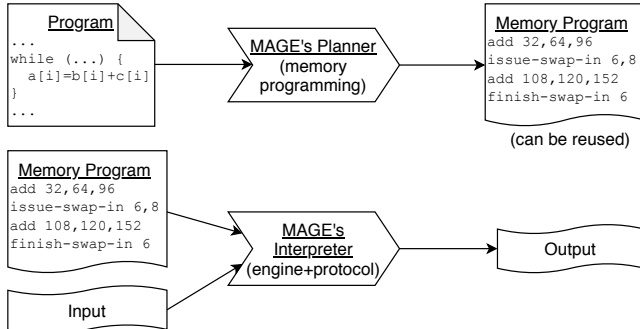 Program
...
while (...) {
  a[i]=b[i]+c[i]
}
...
MAGE's Planner
(memory
programming)
Memory Program
add 32,64,96
issue-swap-in 6,8
add 108,120,152
finish-swap-in 6
(can be reused)
Memory Program
add 32,64,96
issue-swap-in 6,8
add 108,120,152
finish-swap-in 6
Input
MAGE's
Interpreter
(engine+protocol)
Output